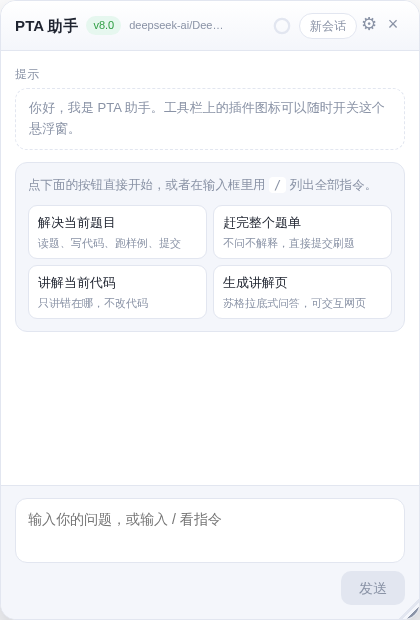 PTA 助手 v8.0 deepseek-ai/Dee… 新会话 ⚙ ×
提示
你好，我是 PTA 助手。工具栏上的插件图标可以随时开关这个
悬浮窗。
点下面的按钮直接开始，或者在输入框里用 / 列出全部指令。
解决当前题目
读题、写代码、跑样例、提交
赶完整个题单
不问不解释，直接提交刷题
讲解当前代码
只讲错在哪，不改代码
生成讲解页
苏格拉底式问答，可交互网页
输入你的问题，或输入 / 看指令
发送